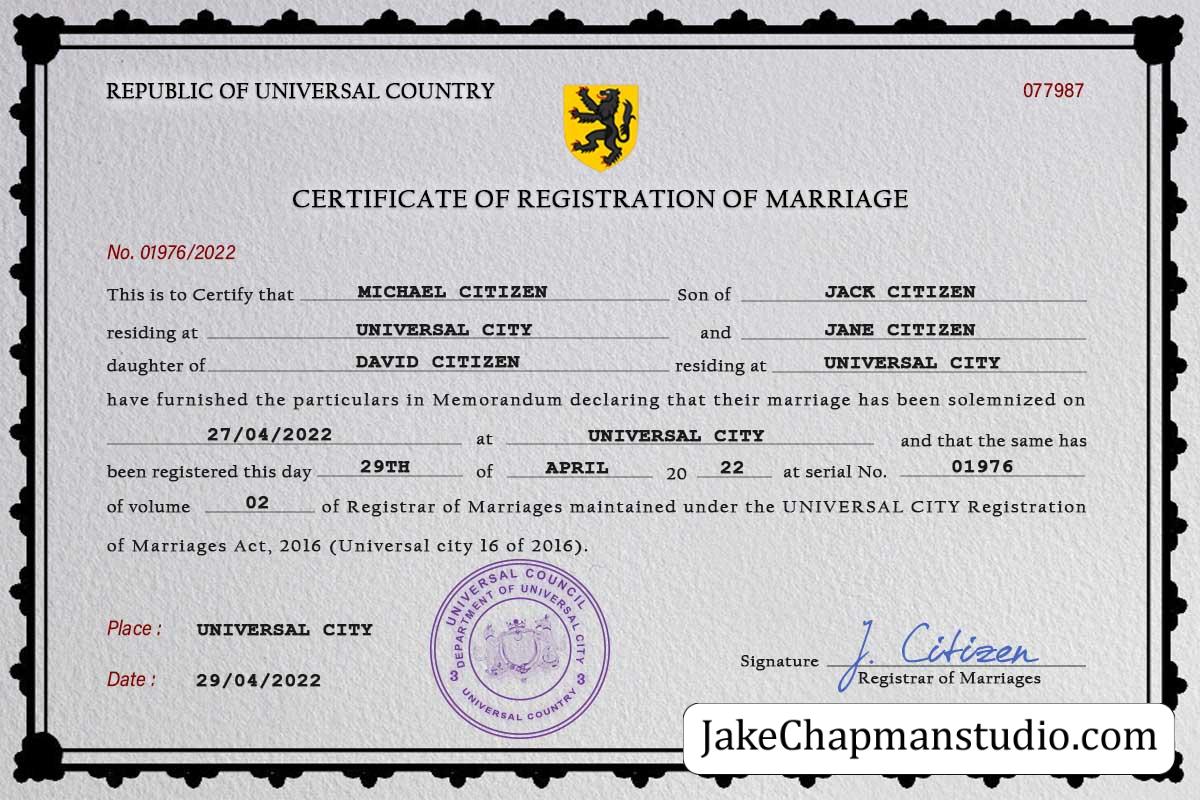 REPUBLIC OF UNIVERSAL COUNTRY 077987
CERTIFICATE OF REGISTRATION OF MARRIAGE
No. 01976/2022
This is to Certify that MICHAEL CITIZEN Son of JACK CITIZEN
residing at UNIVERSAL CITY and JANE CITIZEN
daughter of DAVID CITIZEN residing at UNIVERSAL CITY
have furnished the particulars in Memorandum declaring that their marriage has been solemnized on
27/04/2022 at UNIVERSAL CITY and that the same has
been registered this day 29TH of APRIL 20 22 at serial No. 01976
of volume 02 of Registrar of Marriages maintained under the UNIVERSAL CITY Registration
of Marriages Act, 2016 (Universal city 16 of 2016).
UNIVERSAL COUNCIL
DEPARTMENT OF UNIVERSAL CITY
3 3
UNIVERSAL COUNTRY
Place : UNIVERSAL CITY
Date : 29/04/2022
Signature J. Citizen
Registrar of Marriages
JakeChapmanstudio.com